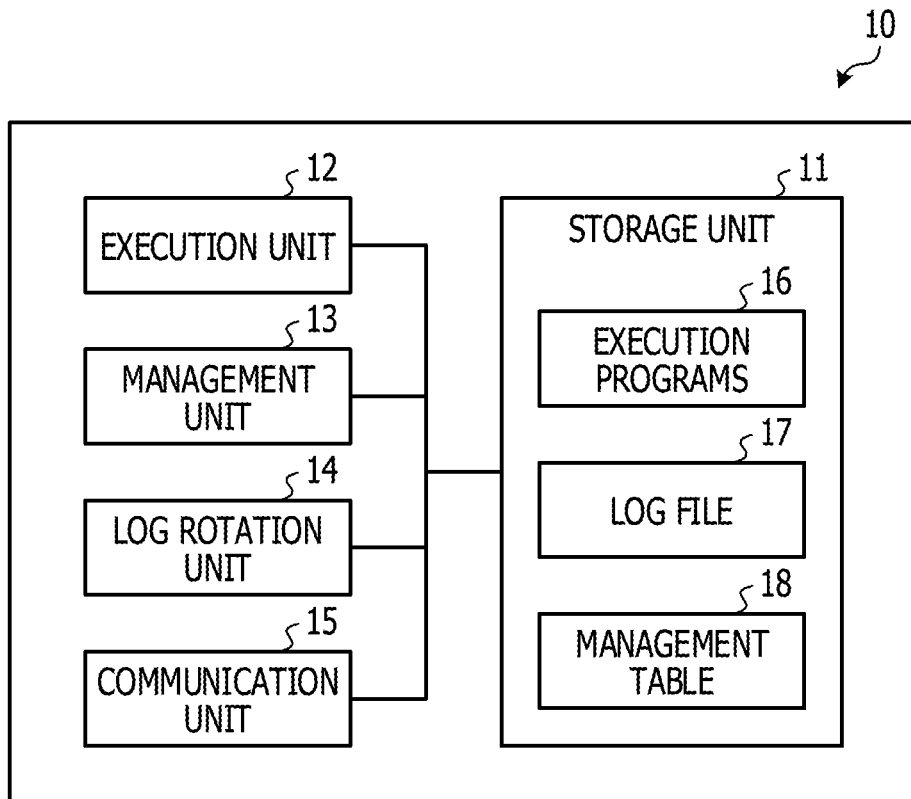 10
12
EXECUTION UNIT
13
MANAGEMENT
UNIT
14
LOG ROTATION
UNIT
15
COMMUNICATION
UNIT
11
STORAGE UNIT
16
EXECUTION
PROGRAMS
17
LOG FILE
18
MANAGEMENT
TABLE